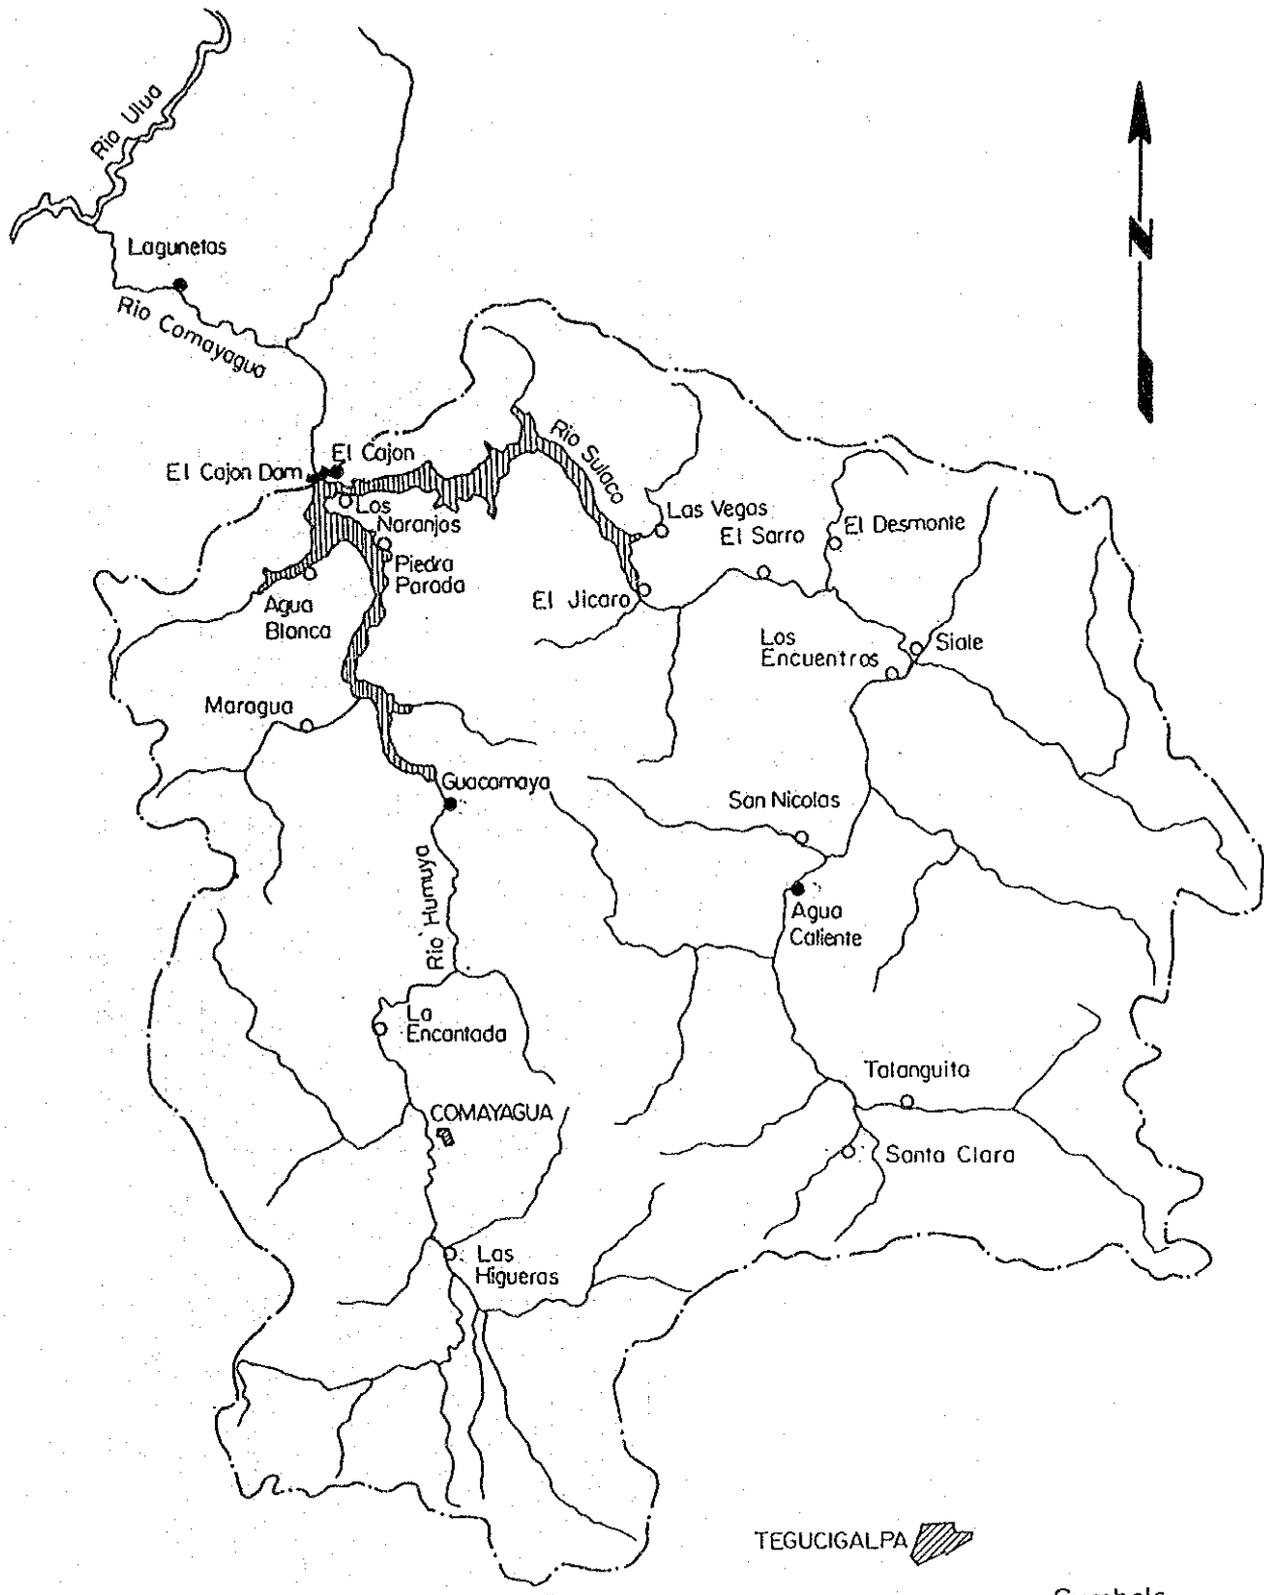 Rio Ulua
N
Lagunetas
Rio Comayagua
Rio Sulaco
El Cajon
El Cajon Dam
Los
Naranjos
Las Vegas
El Sarro
El Desmonte
Piedra
Parada
Agua
Blanca
El Jicaro
Los
Encuentros
Siale
Maragua
Guacamaya
San Nicolas
Rio Humuya
Agua
Caliente
La
Encantada
Talanguita
COMAYAGUA
Santa Clara
Las
Higueras
TEGUCIGALPA
Symbols